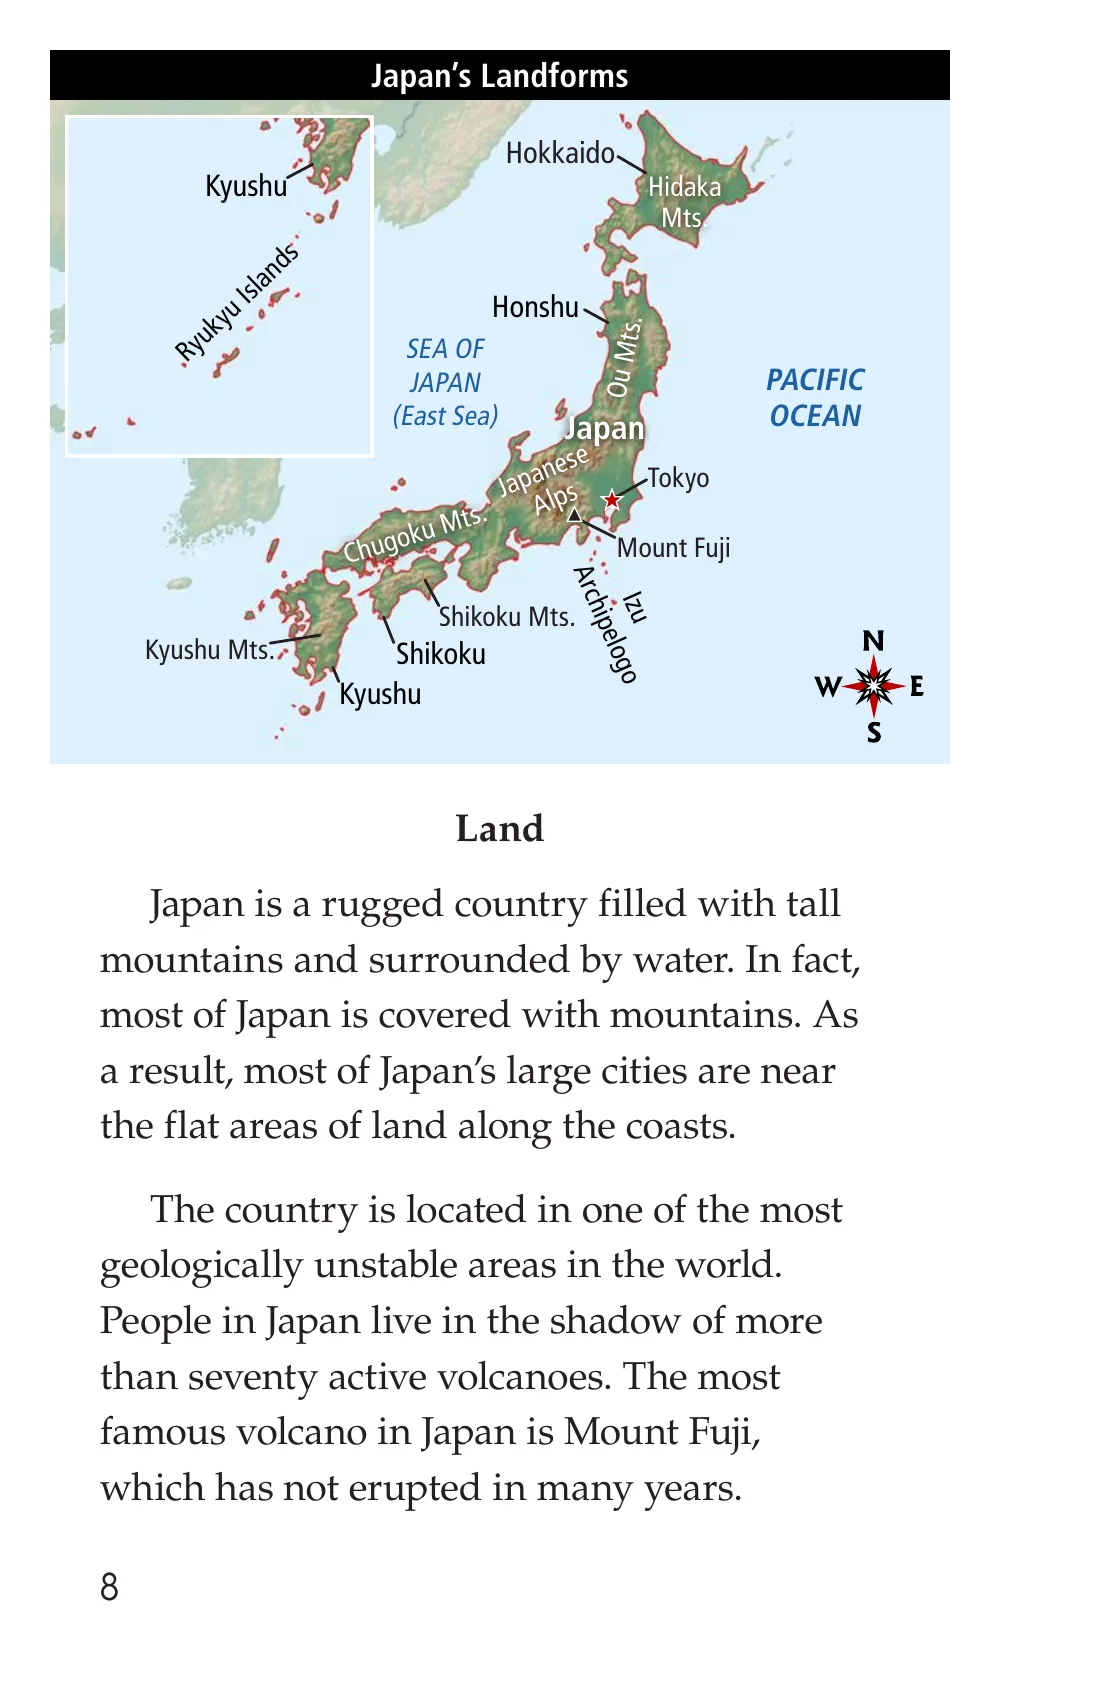 Japan's Landforms
Hokkaido
Hidaka
Mts.
Kyushu
Ryukyu Islands
Honshu
Ou Mts.
SEA OF
JAPAN
(East Sea)
PACIFIC
OCEAN
Japan
Japanese
Alps
Tokyo
Chugoku Mts.
Mount Fuji
Izu
Archipelogo
Shikoku Mts.
Kyushu Mts.
Shikoku
Kyushu
N
W
E
S
Land
Japan is a rugged country filled with tall
mountains and surrounded by water. In fact,
most of Japan is covered with mountains. As
a result, most of Japan's large cities are near
the flat areas of land along the coasts.
The country is located in one of the most
geologically unstable areas in the world.
People in Japan live in the shadow of more
than seventy active volcanoes. The most
famous volcano in Japan is Mount Fuji,
which has not erupted in many years.
8